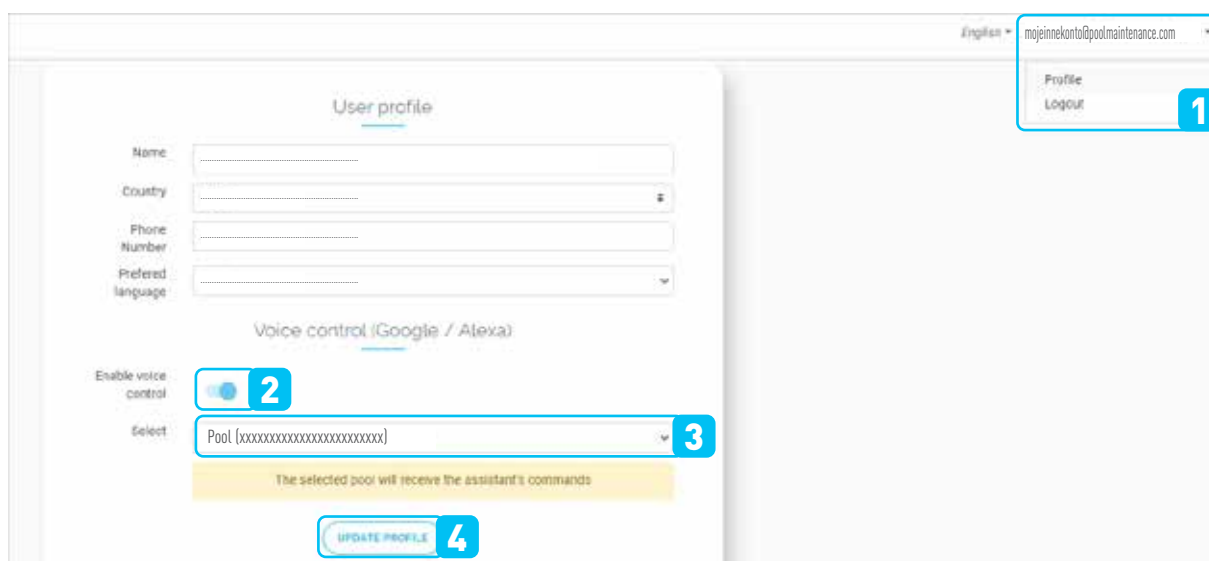 English
mojeinnekonto@poolmaintenance.com
Profile
Logout
1
User profile
Name
Country
Phone
Number
Prefered
language
Voice control (Google / Alexa)
Enable voice
control
2
Select
Pool (xxxxxxxxxxxxxxxxxxxxxxxx)
3
The selected pool will receive the assistant's commands
UPDATE PROFILE
4